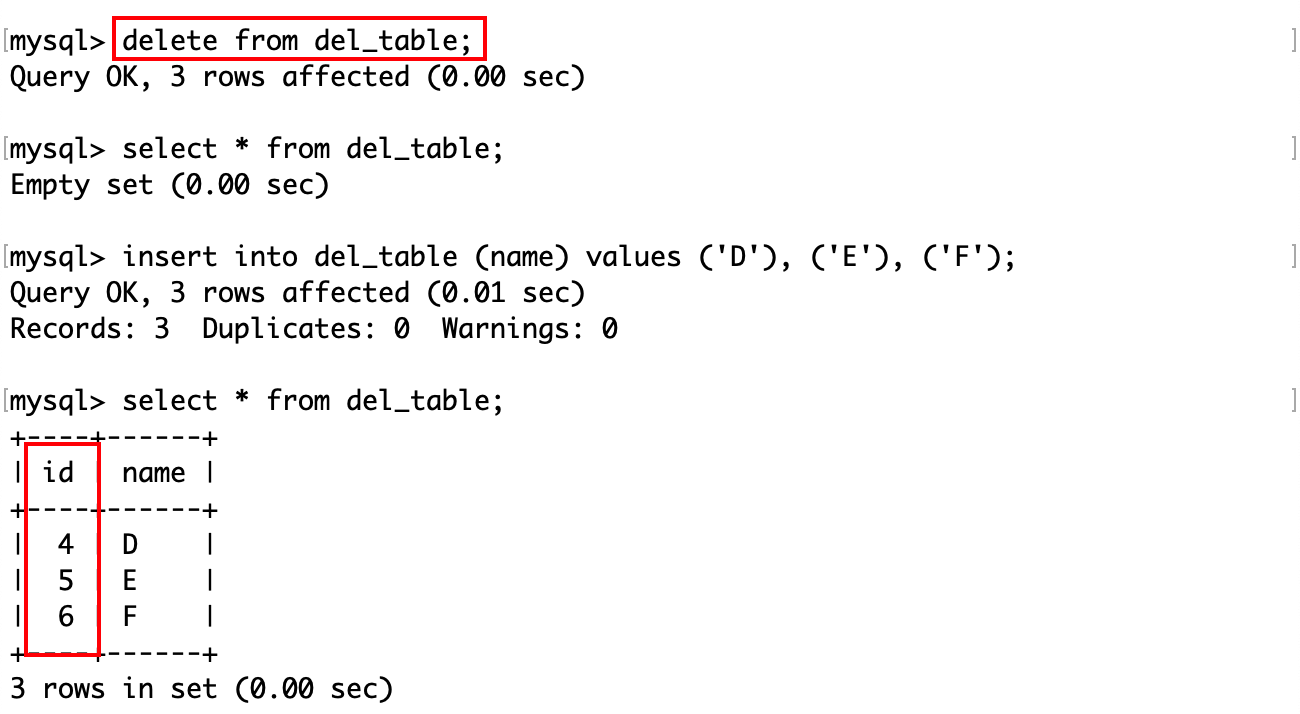 [mysql> delete from del_table; ]
Query OK, 3 rows affected (0.00 sec)
[mysql> select * from del_table; ]
Empty set (0.00 sec)
[mysql> insert into del_table (name) values ('D'), ('E'), ('F'); ]
Query OK, 3 rows affected (0.01 sec)
Records: 3  Duplicates: 0  Warnings: 0
[mysql> select * from del_table; ]
+----+------+
| id | name |
+----+------+
|  4 | D    |
|  5 | E    |
|  6 | F    |
+----+------+
3 rows in set (0.00 sec)